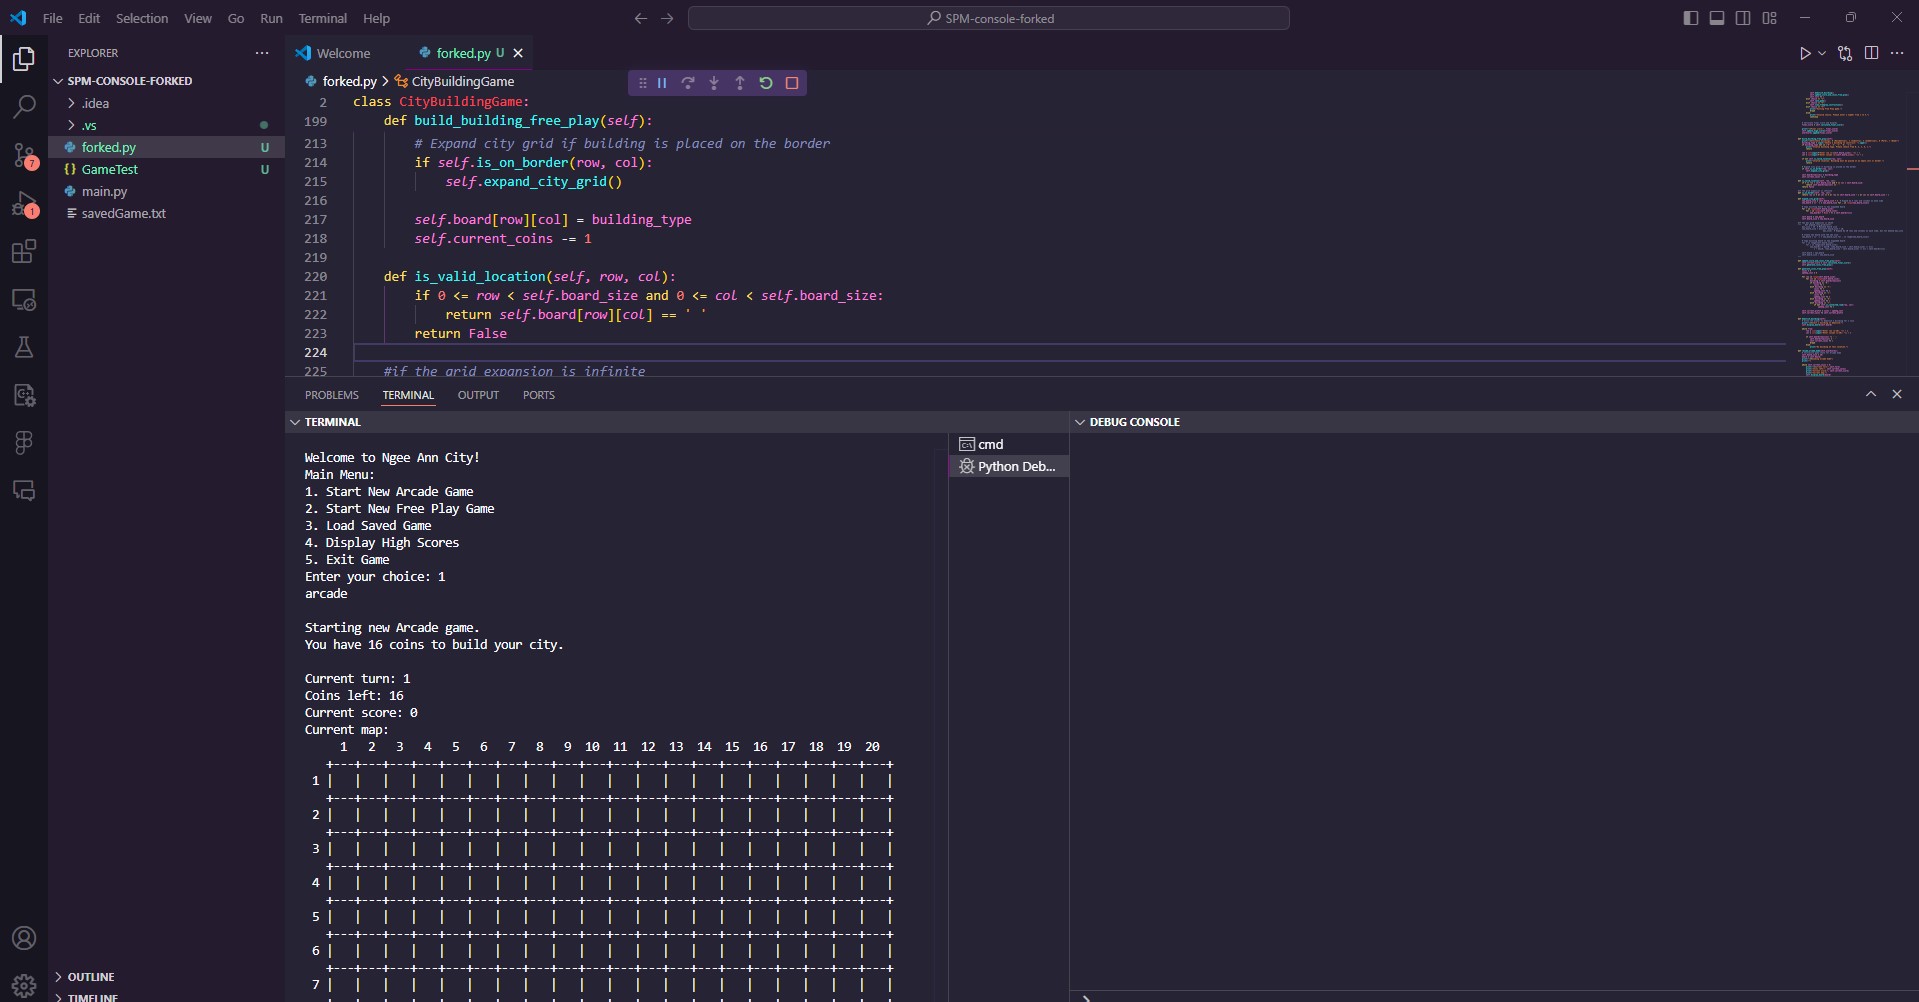 File Edit Selection View Go Run Terminal Help
SPM-console-forked
EXPLORER
SPM-CONSOLE-FORKED
.idea
.vs
forked.py U
GameTest U
main.py
savedGame.txt
7
1
OUTLINE
TIMELINE
Welcome forked.py U
forked.py > CityBuildingGame
2 class CityBuildingGame:
199 def build_building_free_play(self):
213 # Expand city grid if building is placed on the border
214 if self.is_on_border(row, col):
215 self.expand_city_grid()
216
217 self.board[row][col] = building_type
218 self.current_coins -= 1
219
220 def is_valid_location(self, row, col):
221 if 0 <= row < self.board_size and 0 <= col < self.board_size:
222 return self.board[row][col] == ' '
223 return False
224
225 #if the grid expansion is infinite
PROBLEMS TERMINAL OUTPUT PORTS
TERMINAL
Welcome to Ngee Ann City!
Main Menu:
1. Start New Arcade Game
2. Start New Free Play Game
3. Load Saved Game
4. Display High Scores
5. Exit Game
Enter your choice: 1
arcade
Starting new Arcade game.
You have 16 coins to build your city.
Current turn: 1
Coins left: 16
Current score: 0
Current map:
1 2 3 4 5 6 7 8 9 10 11 12 13 14 15 16 17 18 19 20
+---+---+---+---+---+---+---+---+---+---+---+---+---+---+---+---+---+---+---+---+
1 |   |   |   |   |   |   |   |   |   |   |   |   |   |   |   |   |   |   |   |   |
+---+---+---+---+---+---+---+---+---+---+---+---+---+---+---+---+---+---+---+---+
2 |   |   |   |   |   |   |   |   |   |   |   |   |   |   |   |   |   |   |   |   |
+---+---+---+---+---+---+---+---+---+---+---+---+---+---+---+---+---+---+---+---+
3 |   |   |   |   |   |   |   |   |   |   |   |   |   |   |   |   |   |   |   |   |
+---+---+---+---+---+---+---+---+---+---+---+---+---+---+---+---+---+---+---+---+
4 |   |   |   |   |   |   |   |   |   |   |   |   |   |   |   |   |   |   |   |   |
+---+---+---+---+---+---+---+---+---+---+---+---+---+---+---+---+---+---+---+---+
5 |   |   |   |   |   |   |   |   |   |   |   |   |   |   |   |   |   |   |   |   |
+---+---+---+---+---+---+---+---+---+---+---+---+---+---+---+---+---+---+---+---+
6 |   |   |   |   |   |   |   |   |   |   |   |   |   |   |   |   |   |   |   |   |
+---+---+---+---+---+---+---+---+---+---+---+---+---+---+---+---+---+---+---+---+
7 |   |   |   |   |   |   |   |   |   |   |   |   |   |   |   |   |   |   |   |   |
cmd
Python Deb...
DEBUG CONSOLE